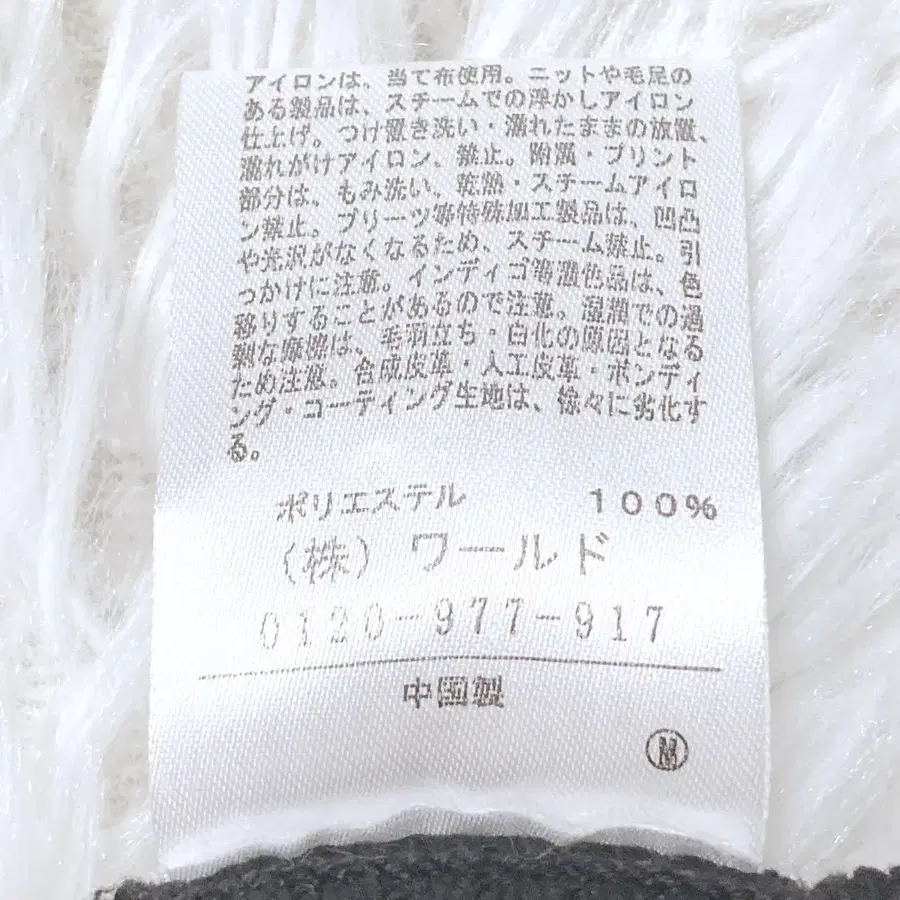 アイロンは、当て布使用。ニットや毛足の
ある製品は、スチームでの浮かしアイロン
仕上げ。つけ置き洗い・濡れたままの放置、
濡れがけアイロン、禁止。附属・プリント
部分は、もみ洗い、乾熱・スチームアイロ
ン禁止。プリーツ等特殊加工製品は、凹凸
や光沢がなくなるため、スチーム禁止。引
っかけに注意。インディゴ等濃色品は、色
移りすることがあるので注意。湿潤での過
剰な摩擦は、毛羽立ち・白化の原因となる
ため注意。合成皮革・人工皮革・ボンディ
ング・コーティング生地は、徐々に劣化す
る。
ポリエステル 100%
(株) ワールド
0120-977-917
中国製
Ⓜ